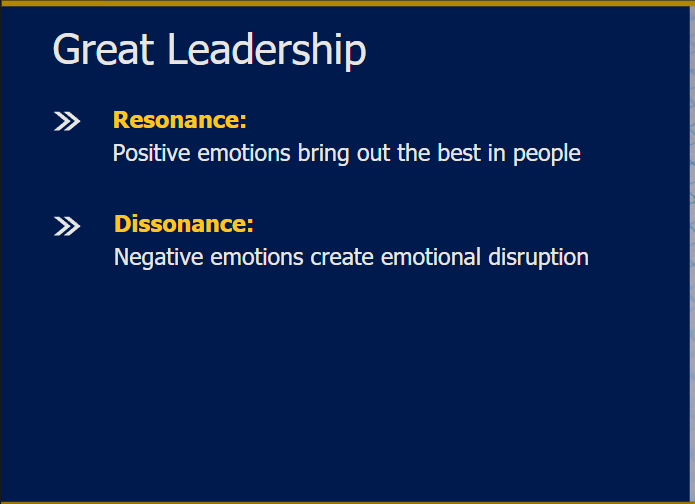 Great Leadership
Resonance:
Positive emotions bring out the best in people
Dissonance:
Negative emotions create emotional disruption